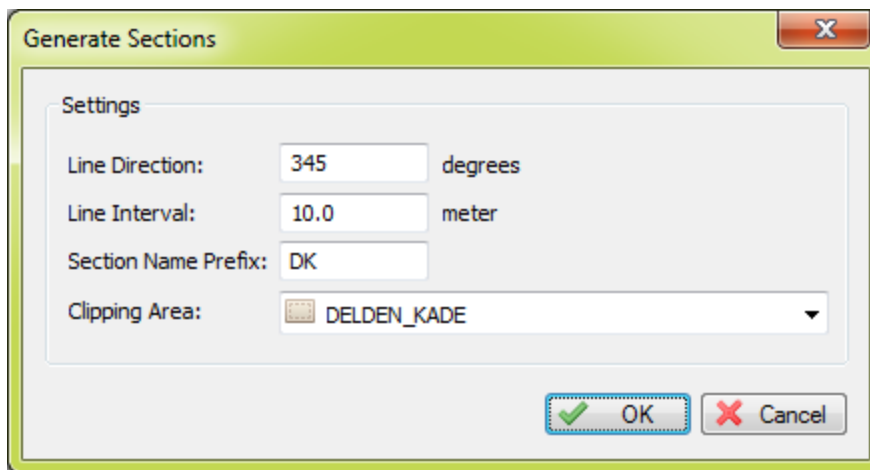 Generate Sections
Settings
Line Direction: 345 degrees
Line Interval: 10.0 meter
Section Name Prefix: DK
Clipping Area: DELDEN_KADE
OK Cancel